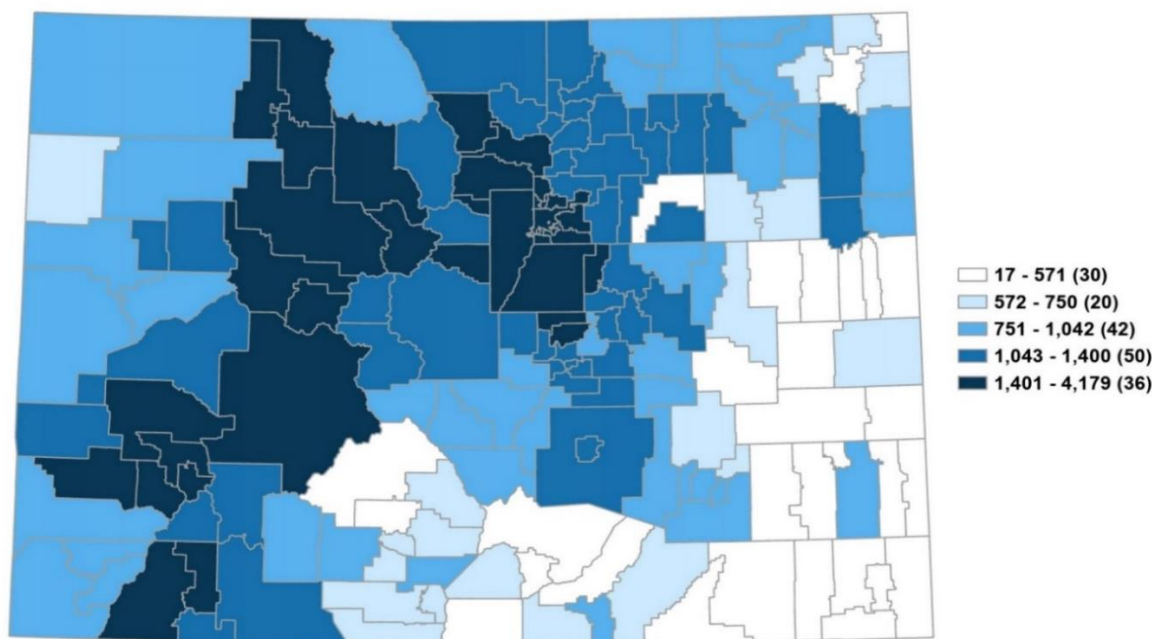 17 - 571 (30)
572 - 750 (20)
751 - 1,042 (42)
1,043 - 1,400 (50)
1,401 - 4,179 (36)